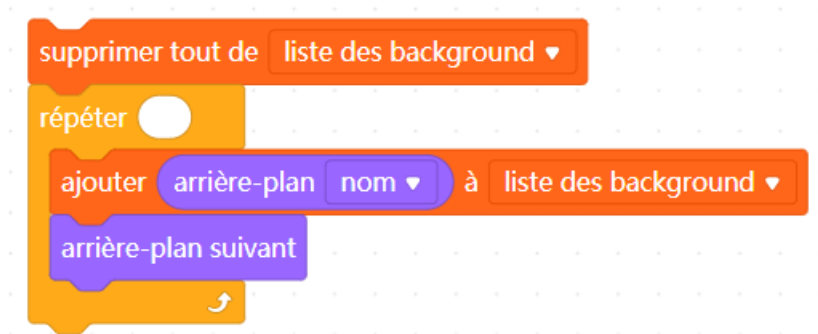 supprimer tout de liste des background
répéter
ajouter arrière-plan nom à liste des background
arrière-plan suivant